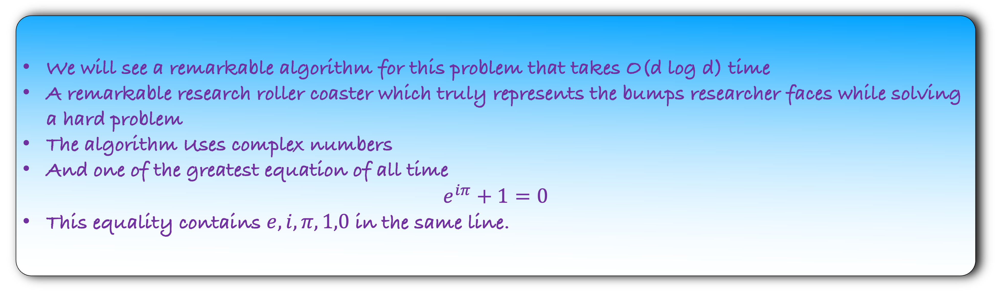 • We will see a remarkable algorithm for this problem that takes O(d log d) time
• A remarkable research roller coaster which truly represents the bumps researcher faces while solving
a hard problem
• The algorithm Uses complex numbers
• And one of the greatest equation of all time
$e^{iπ} + 1 = 0$
• This equality contains e, i, π, 1,0 in the same line.